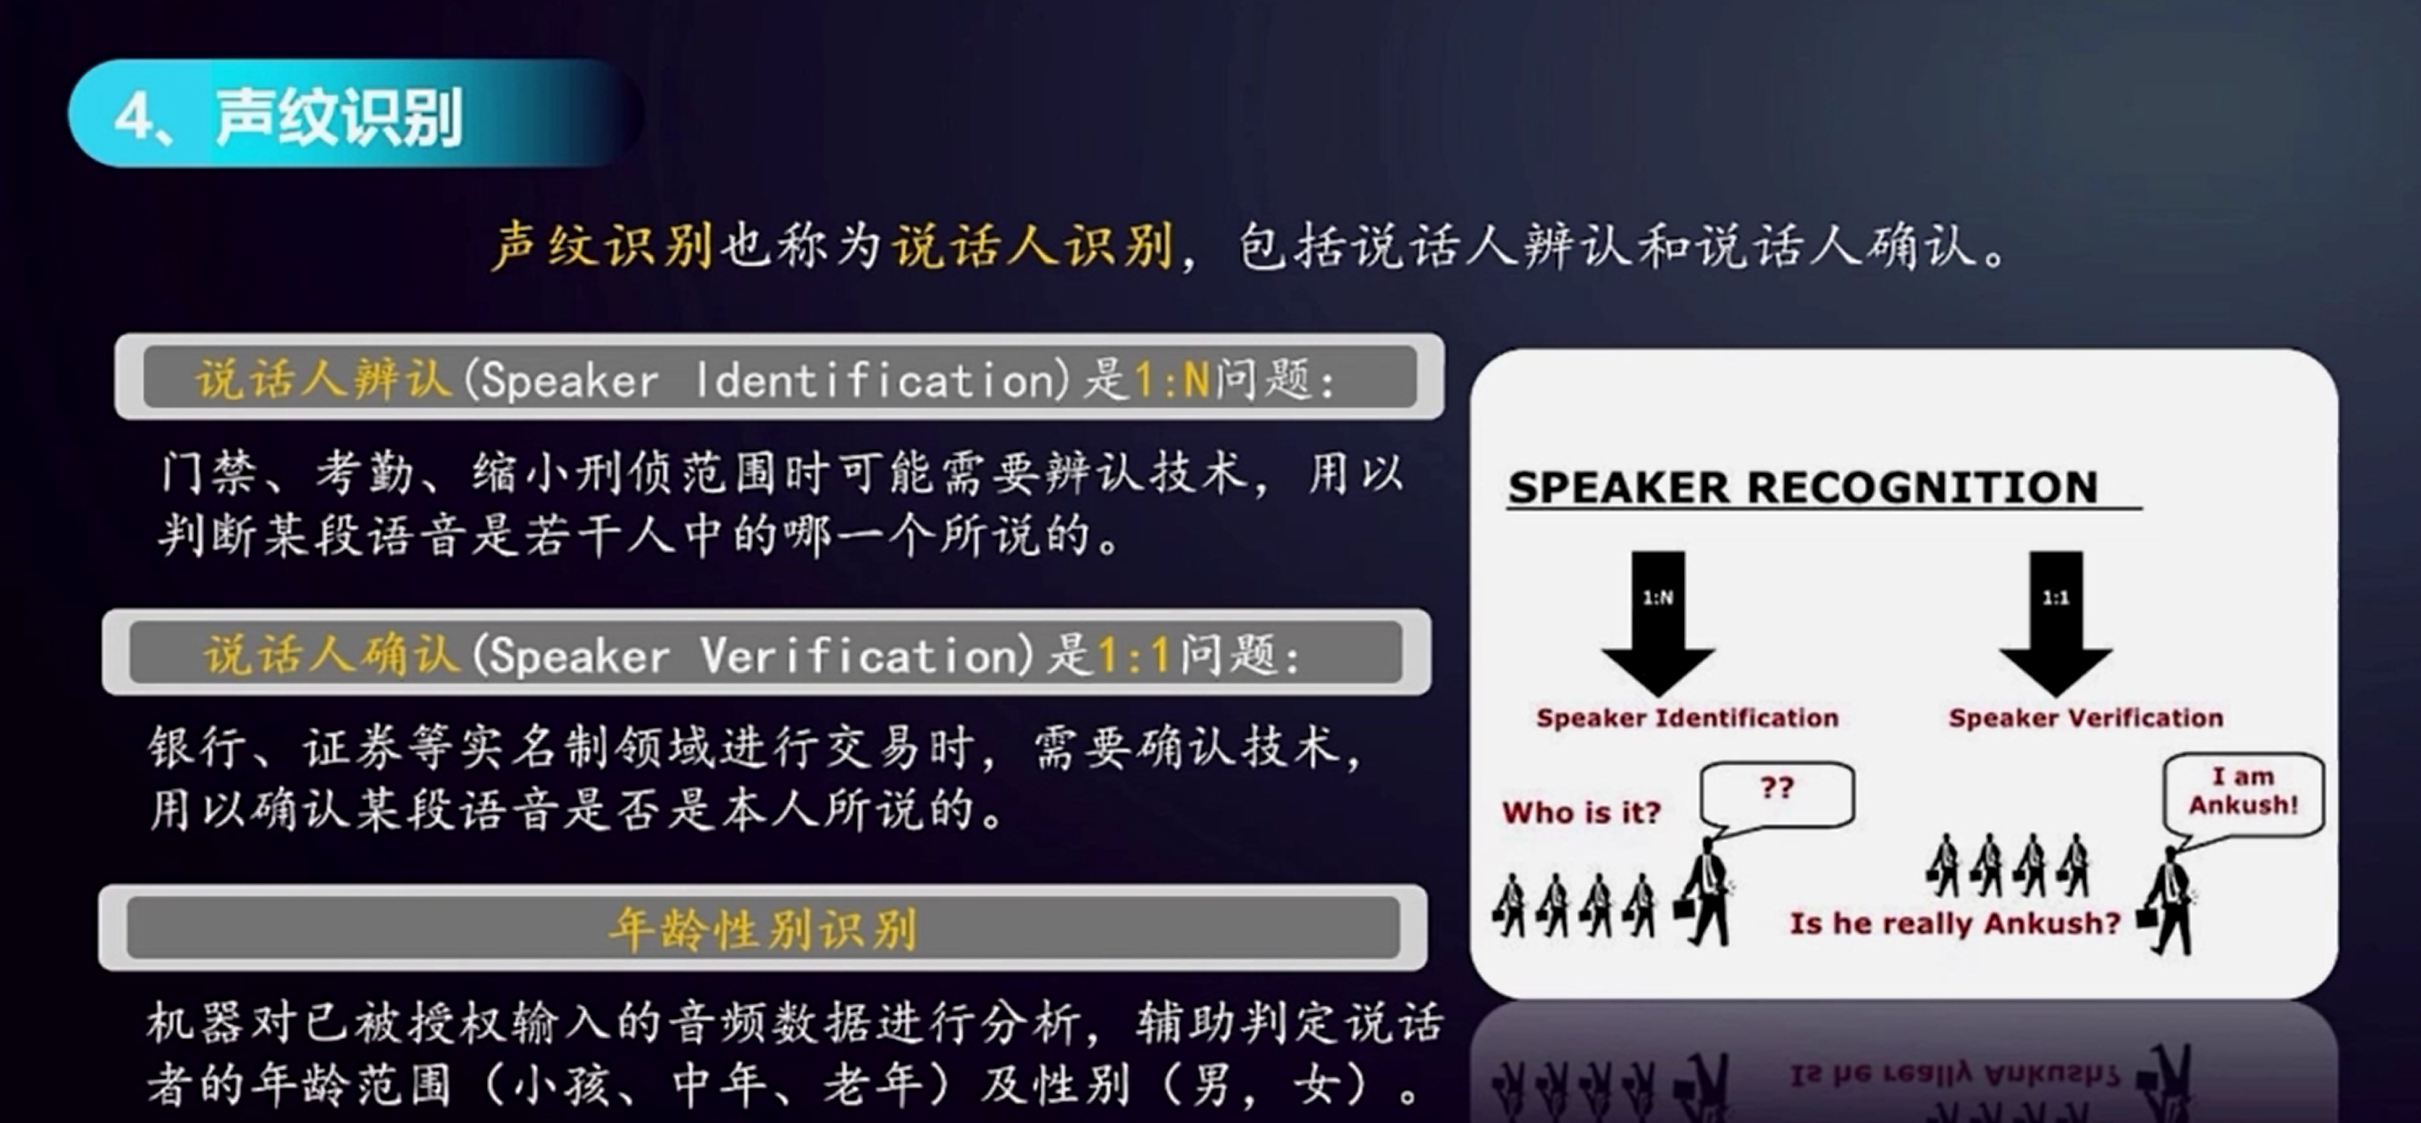 4、声纹识别
声纹识别也称为说话人识别，包括说话人辨认和说话人确认。
说话人辨认(Speaker Identification)是1:N问题：
门禁、考勤、缩小刑侦范围时可能需要辨认技术，用以
判断某段语音是若干人中的哪一个所说的。
说话人确认(Speaker Verification)是1:1问题：
银行、证券等实名制领域进行交易时，需要确认技术，
用以确认某段语音是否是本人所说的。
年龄性别识别
机器对已被授权输入的音频数据进行分析，辅助判定说话
者的年龄范围（小孩、中年、老年）及性别（男，女）。
SPEAKER RECOGNITION
1:N
1:1
Speaker Identification
Speaker Verification
Who is it?
??
I am
Ankush!
Is he really Ankush?